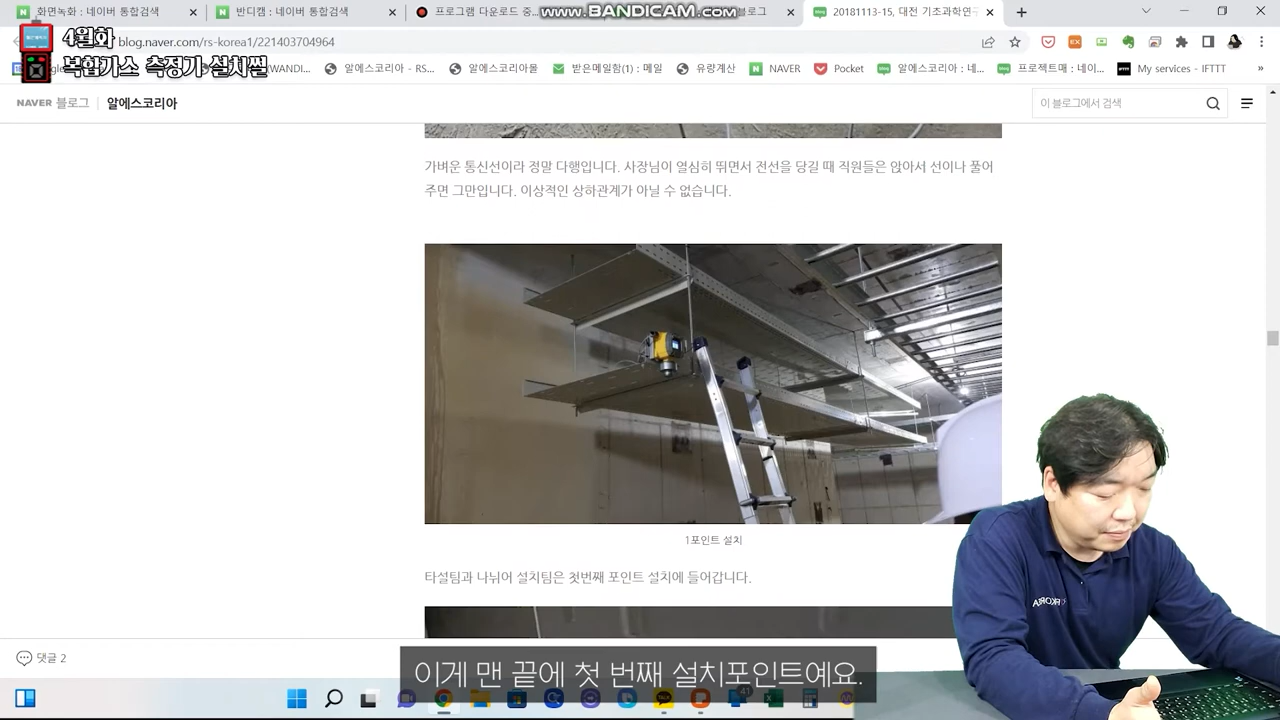 화면녹화 : 네이버 통합검색
반디캠 : 네이버 통합검색
프로그램 다운로드 중...
WWW.BANDICAM.COM
블로그
20181113-15, 대전 기초과학연구
4월화
복합가스 측정기 설치썰
blog.naver.com/rs-korea1/221403704964
알에스코리아 - RS...
알에스코리아몰
받은메일함(1) : 메일
NAVER
Pocket
알에스코리아 : 네...
프로젝트매 : 네이...
My services - IFTTT
NAVER 블로그
알에스코리아
이 블로그에서 검색
가벼운 통신선이라 정말 다행입니다. 사장님이 열심히 뛰면서 전선을 당길 때 직원들은 앉아서 선이나 풀어
주면 그만입니다. 이상적인 상하관계가 아닐 수 없습니다.
1포인트 설치
타설팀과 나뉘어 설치팀은 첫번째 포인트 설치에 들어갑니다.
댓글 2
이게 맨 끝에 첫 번째 설치포인트예요.
41